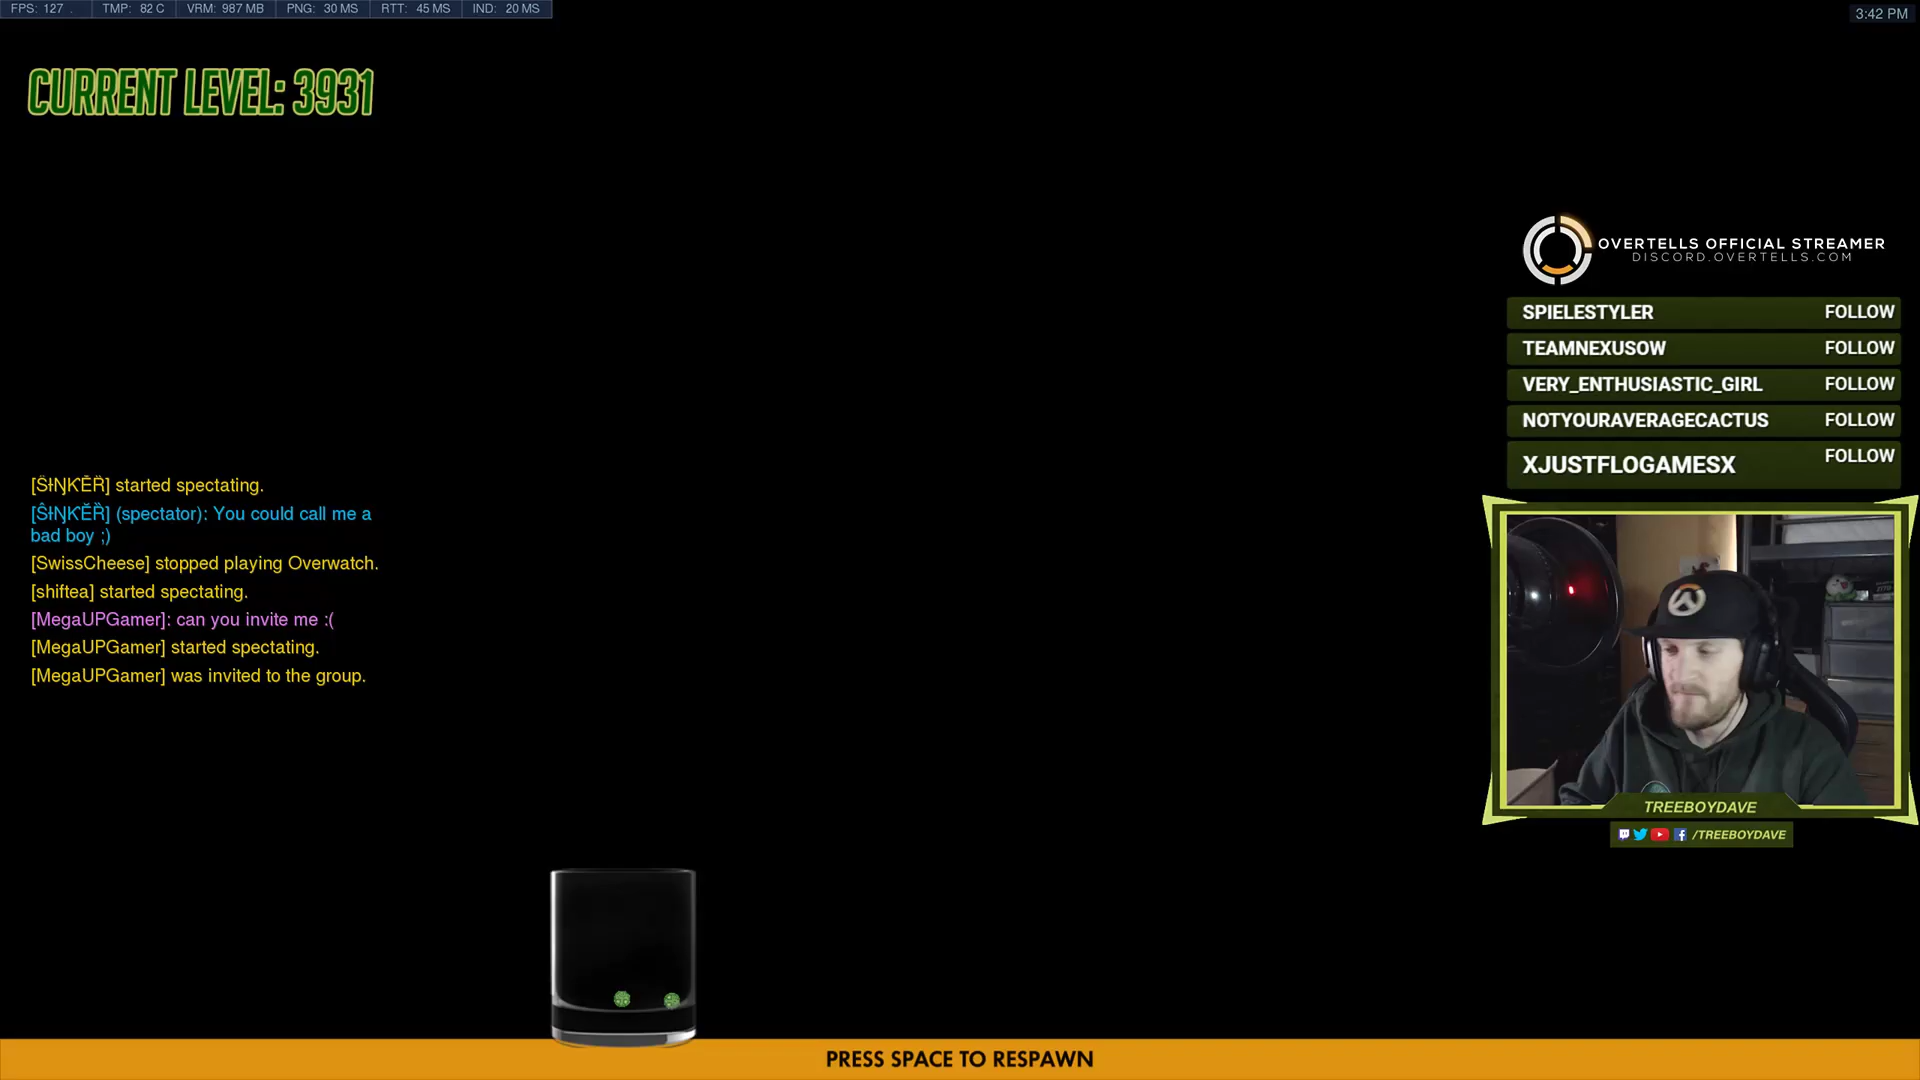 FPS: 127 . TMP: 82 C VRM: 987 MB PNG: 30 MS RTT: 45 MS IND: 20 MS
3:42 PM
CURRENT LEVEL: 3931
OVERTELLS OFFICIAL STREAMER
DISCORD.OVERTELLS.COM
SPIELESTYLER FOLLOW
TEAMNEXUSOW FOLLOW
VERY_ENTHUSIASTIC_GIRL FOLLOW
NOTYOURAVERAGECACTUS FOLLOW
XJUSTFLOGAMESX FOLLOW
started spectating.
(spectator): You could call me a
bad boy ;)
[SwissCheese] stopped playing Overwatch.
[shiftea] started spectating.
[MegaUPGamer]: can you invite me :(
[MegaUPGamer] started spectating.
[MegaUPGamer] was invited to the group.
TREEBOYDAVE
/TREEBOYDAVE
PRESS SPACE TO RESPAWN